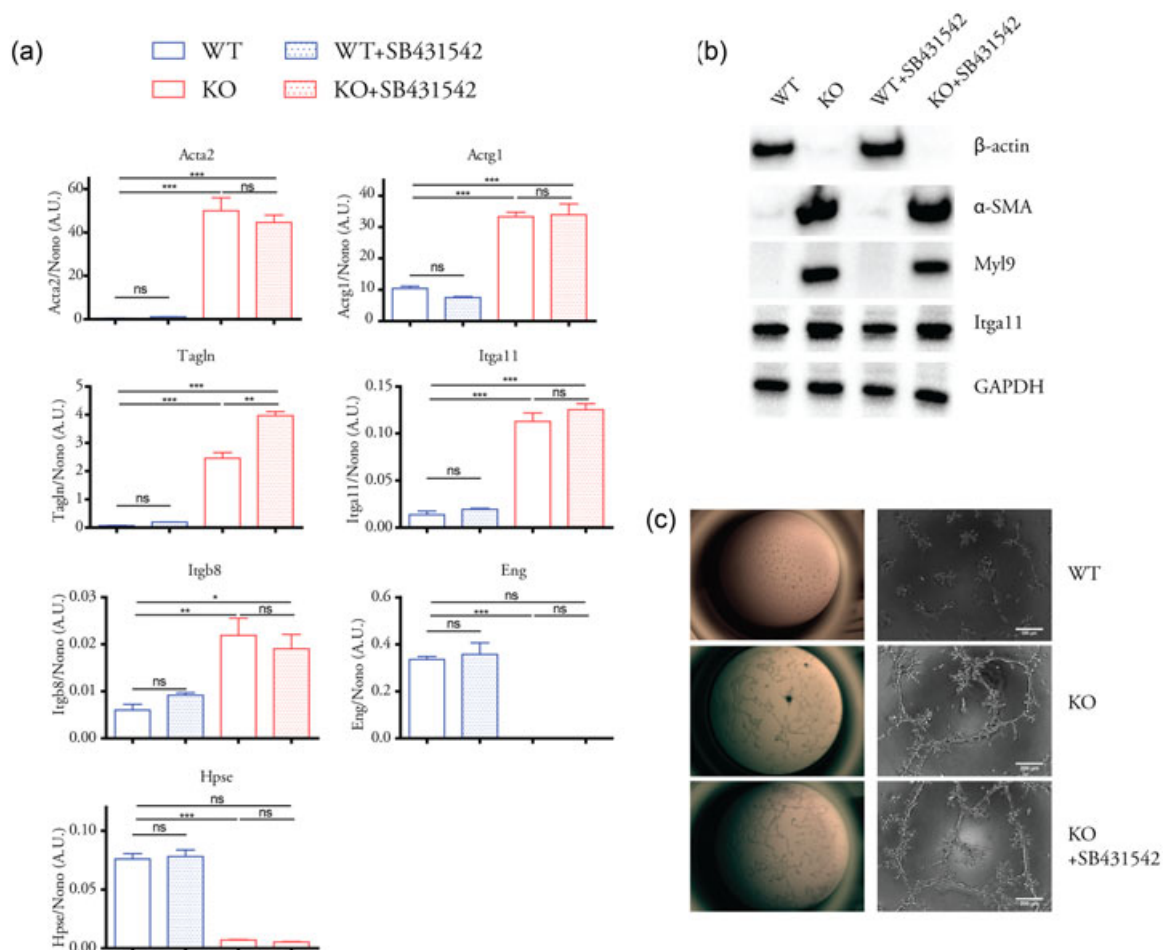 (a)
WT
WT+SB431542
KO
KO+SB431542
Acta2
Acta2/Nono (A.U.)
60
40
20
0
***
***
ns
ns
Actg1
Actg1/Nono (A.U.)
40
30
20
10
0
***
***
ns
ns
Tagln
Tagln/Nono (A.U.)
5
4
3
2
1
0
***
***
**
ns
Itga11
Itga11/Nono (A.U.)
0.15
0.10
0.05
0.00
***
***
ns
ns
Itgb8
Itgb8/Nono (A.U.)
0.03
0.02
0.01
0.00
*
**
ns
ns
Eng
Eng/Nono (A.U.)
0.6
0.4
0.2
0.0
ns
***
ns
ns
Hpse
Hpse/Nono (A.U.)
0.10
0.05
0.00
ns
***
ns
ns
(b)
WT
KO
WT+SB431542
KO+SB431542
β-actin
α-SMA
Myl9
Itga11
GAPDH
(c)
WT
KO
KO
+SB431542